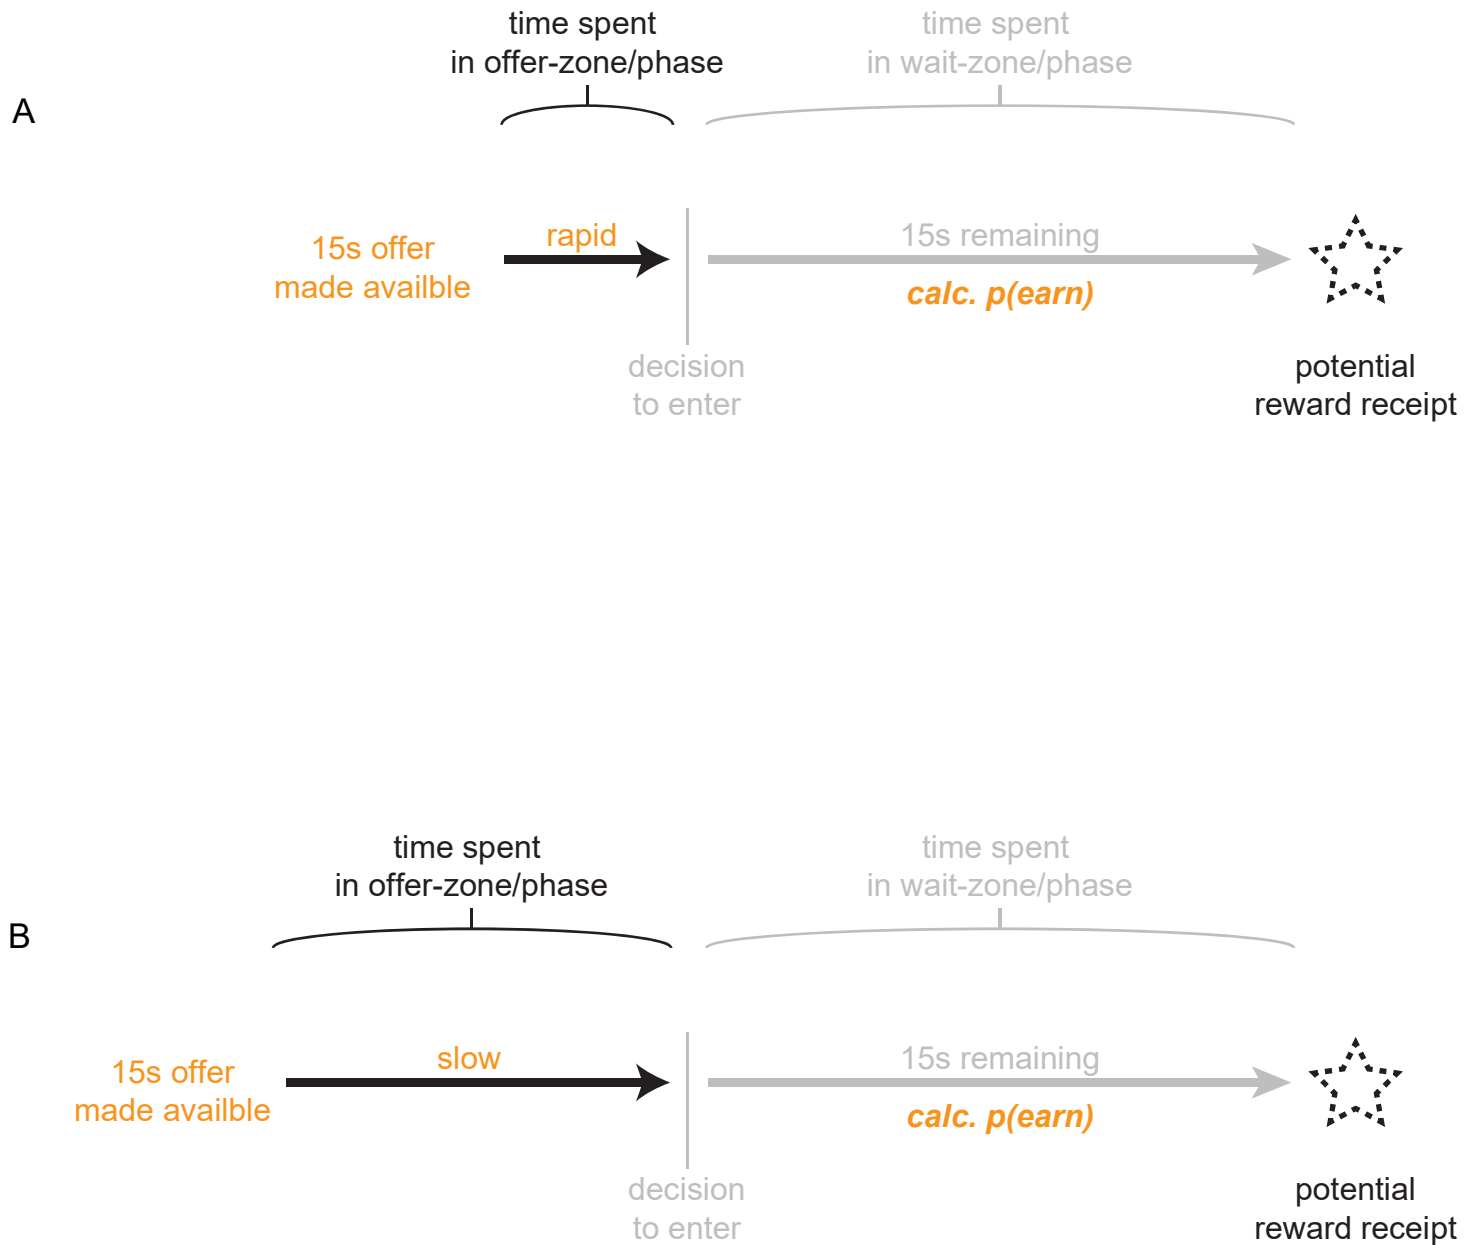 A
time spent
in offer-zone/phase
time spent
in wait-zone/phase
15s offer
made availble
rapid
15s remaining
calc. p(earn)
decision
to enter
potential
reward receipt
B
time spent
in offer-zone/phase
time spent
in wait-zone/phase
15s offer
made availble
slow
15s remaining
calc. p(earn)
decision
to enter
potential
reward receipt